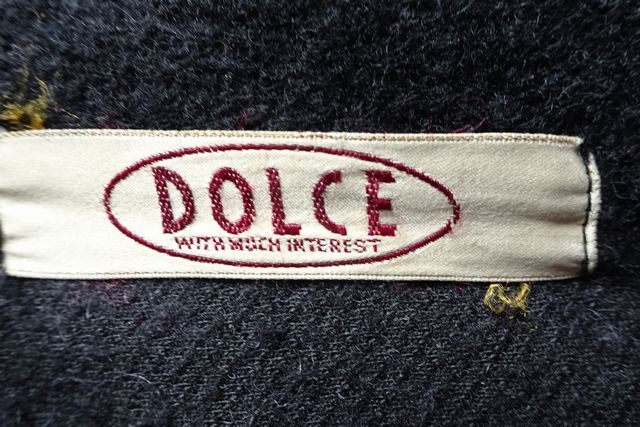 DOLCE
WITH MUCH INTEREST